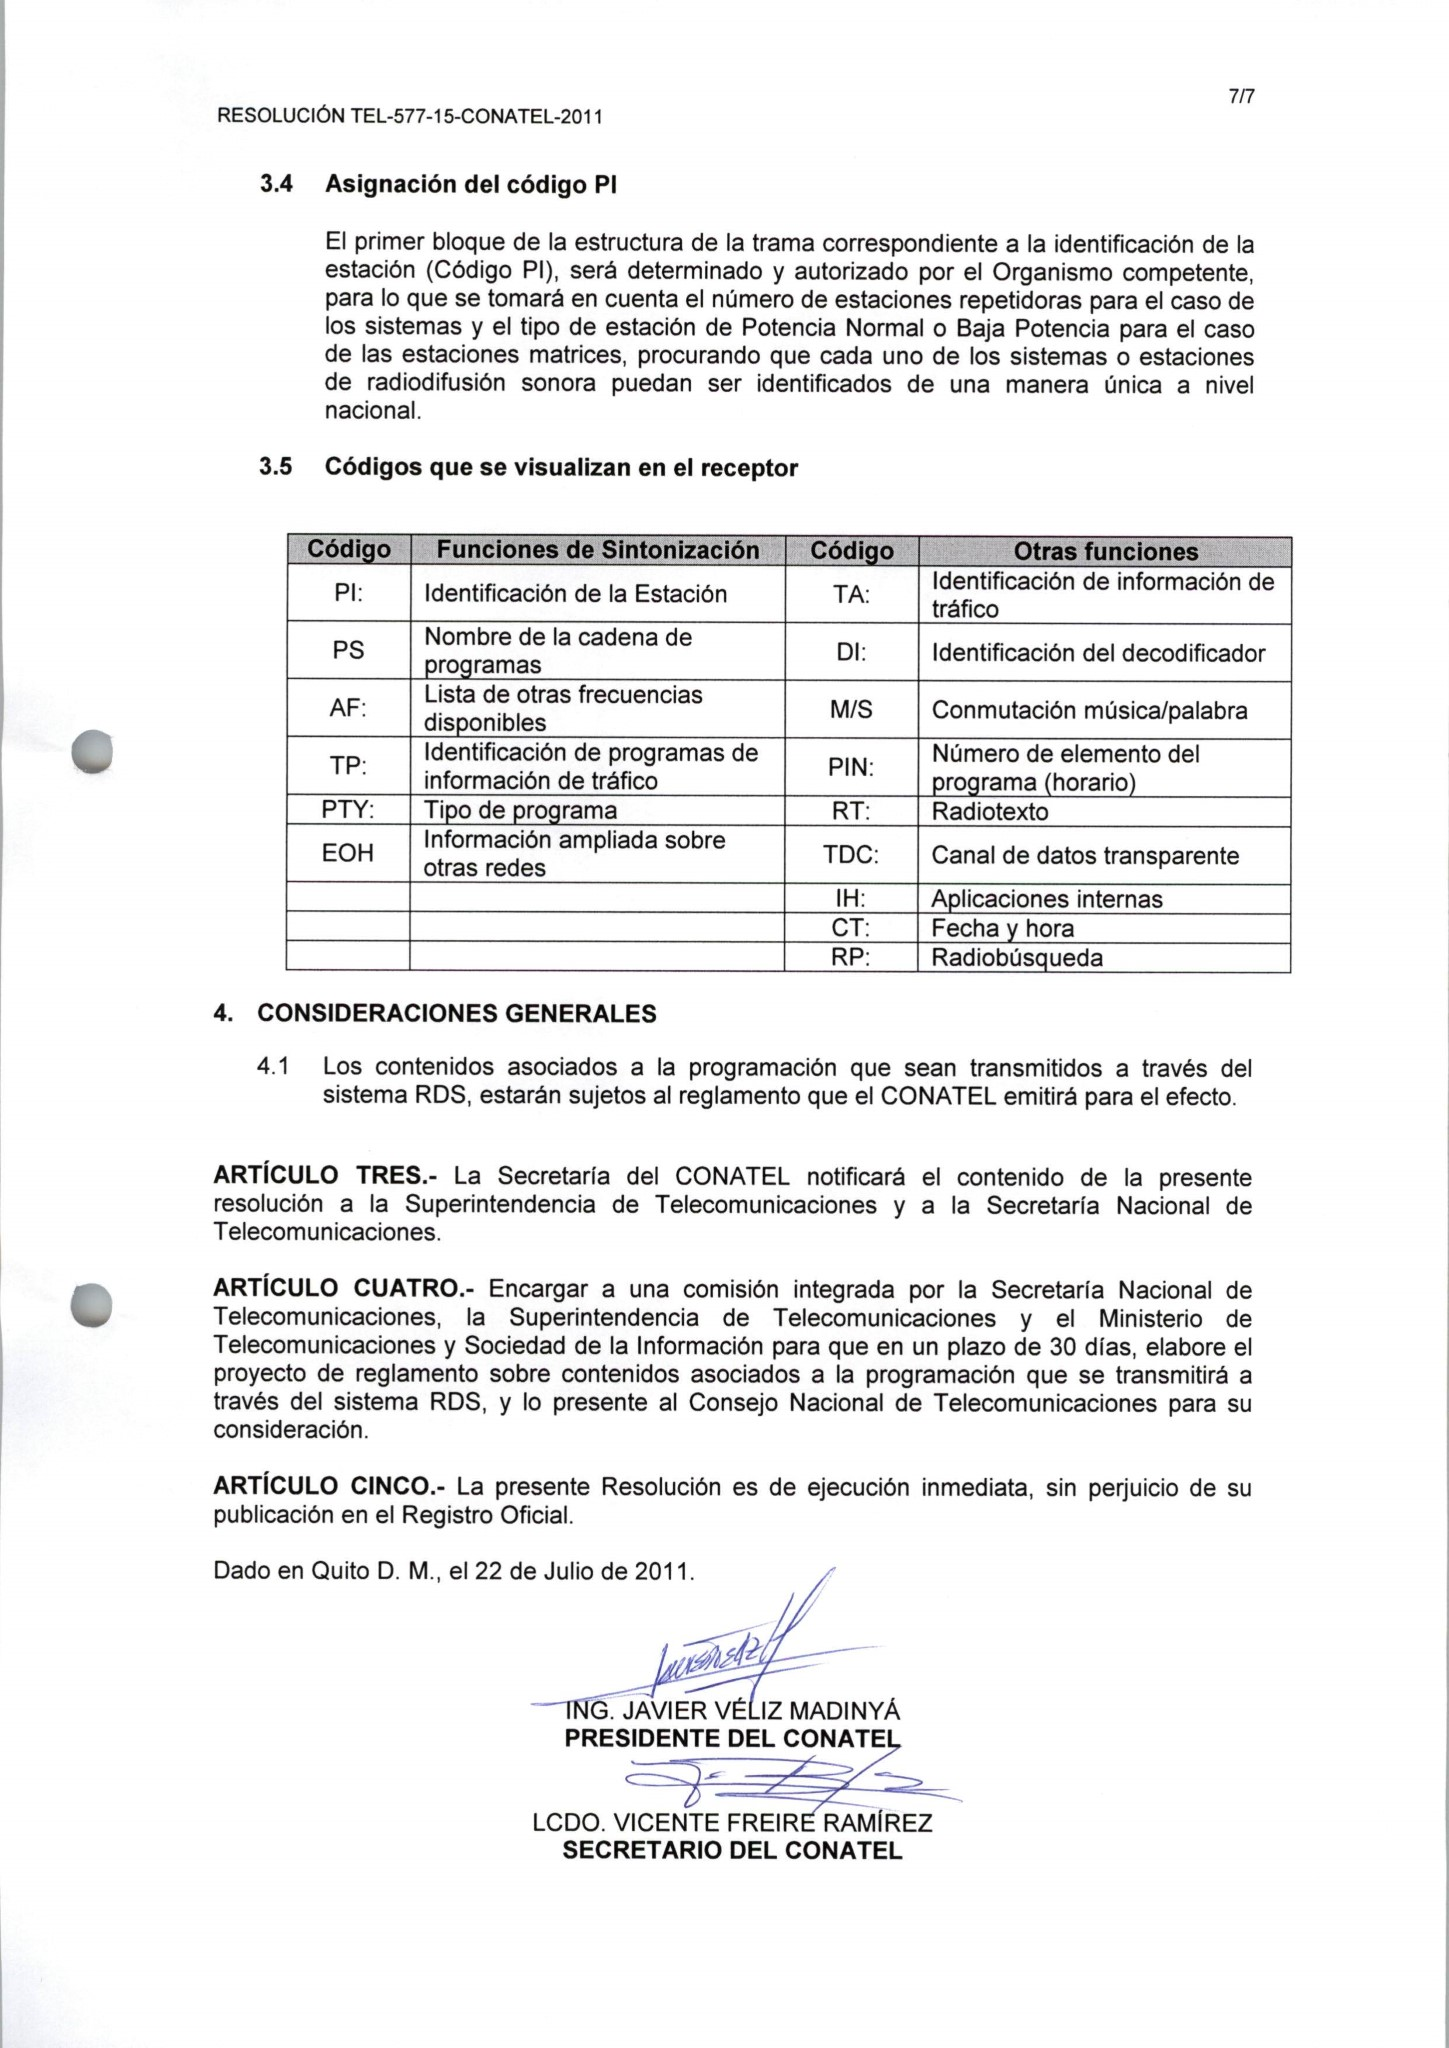 7/7
RESOLUCIÓN TEL-577-15-CONATEL-2011
3.4 Asignación del código PI
El primer bloque de la estructura de la trama correspondiente a la identificación de la
estación (Código PI), será determinado y autorizado por el Organismo competente,
para lo que se tomará en cuenta el número de estaciones repetidoras para el caso de
los sistemas y el tipo de estación de Potencia Normal o Baja Potencia para el caso
de las estaciones matrices, procurando que cada uno de los sistemas o estaciones
de radiodifusión sonora puedan ser identificados de una manera única a nivel
nacional.
3.5 Códigos que se visualizan en el receptor
Código Funciones de Sintonización Código Otras funciones
PI: Identificación de la Estación TA: Identificación de información de
tráfico
PS Nombre de la cadena de
programas DI: Identificación del decodificador
AF: Lista de otras frecuencias
disponibles M/S Conmutación música/palabra
TP: Identificación de programas de
información de tráfico PIN: Número de elemento del
programa (horario)
PTY: Tipo de programa RT: Radiotexto
EOH Información ampliada sobre
otras redes TDC: Canal de datos transparente
IH: Aplicaciones internas
CT: Fecha y hora
RP: Radiobúsqueda
4. CONSIDERACIONES GENERALES
4.1 Los contenidos asociados a la programación que sean transmitidos a través del
sistema RDS, estarán sujetos al reglamento que el CONATEL emitirá para el efecto.
ARTÍCULO TRES.- La Secretaría del CONATEL notificará el contenido de la presente
resolución a la Superintendencia de Telecomunicaciones y a la Secretaría Nacional de
Telecomunicaciones.
ARTÍCULO CUATRO.- Encargar a una comisión integrada por la Secretaría Nacional de
Telecomunicaciones, la Superintendencia de Telecomunicaciones y el Ministerio de
Telecomunicaciones y Sociedad de la Información para que en un plazo de 30 días, elabore el
proyecto de reglamento sobre contenidos asociados a la programación que se transmitirá a
través del sistema RDS, y lo presente al Consejo Nacional de Telecomunicaciones para su
consideración.
ARTÍCULO CINCO.- La presente Resolución es de ejecución inmediata, sin perjuicio de su
publicación en el Registro Oficial.
Dado en Quito D. M., el 22 de Julio de 2011.
ING. JAVIER VÉLIZ MADINYÁ
PRESIDENTE DEL CONATEL
LCDO. VICENTE FREIRE RAMÍREZ
SECRETARIO DEL CONATEL